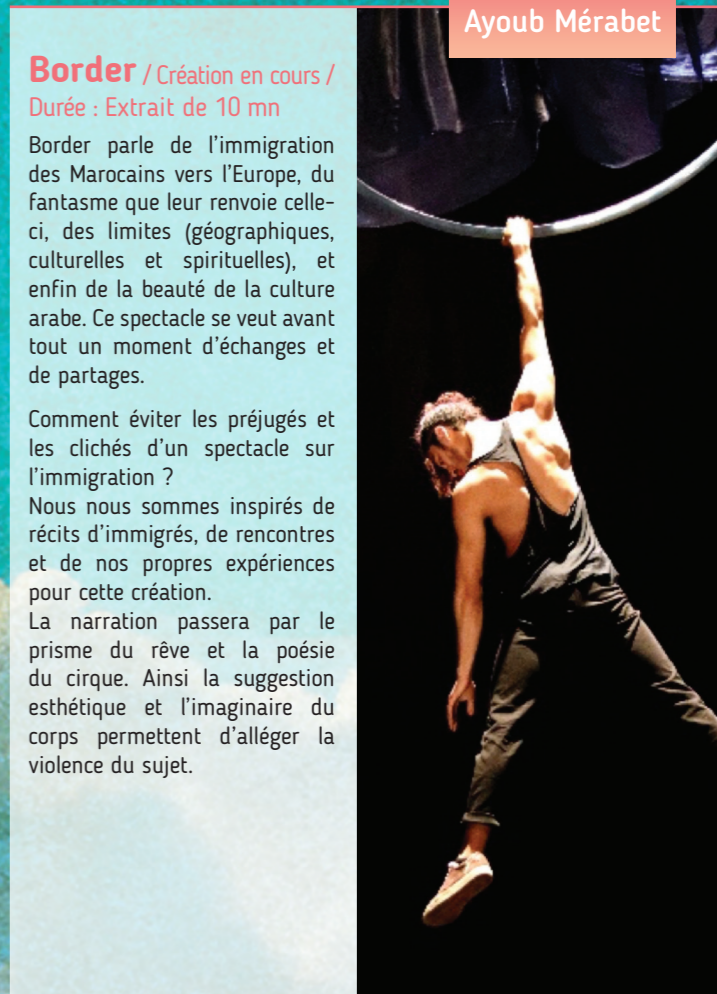 Ayoub Mérabet
Border / Création en cours /
Durée : Extrait de 10 mn
Border parle de l'immigration
des Marocains vers l'Europe, du
fantasme que leur renvoie celle-
ci, des limites (géographiques,
culturelles et spirituelles), et
enfin de la beauté de la culture
arabe. Ce spectacle se veut avant
tout un moment d'échanges et
de partages.
Comment éviter les préjugés et
les clichés d'un spectacle sur
l'immigration ?
Nous nous sommes inspirés de
récits d'immigrés, de rencontres
et de nos propres expériences
pour cette création.
La narration passera par le
prisme du rêve et la poésie
du cirque. Ainsi la suggestion
esthétique et l'imaginaire du
corps permettent d'alléger la
violence du sujet.